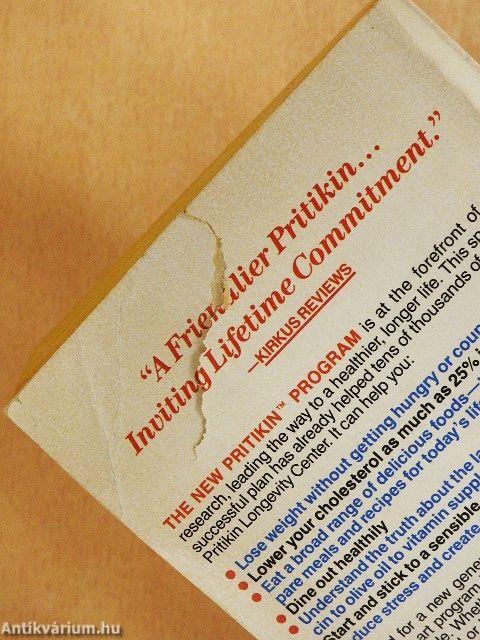 "A Friendlier Pritikin...
Inviting Lifetime Commitment."
—KIRKUS REVIEWS
THE NEW PRITIKIN™ PROGRAM is at the forefront of
research, leading the way to a healthier, longer life. This
successful plan has already helped tens of thousands of
Pritikin Longevity Center. It can help you:
• Lose weight without getting hungry or
• Lower your cholesterol as much as 25%
• Eat a broad range of delicious foods—
pare meals and recipes for today's
• Dine out healthily
Understand the truth about the
to olive oil to vitamin
Start and stick to a sensible
duce stress and create
for a new
program
Antikvárium.hu